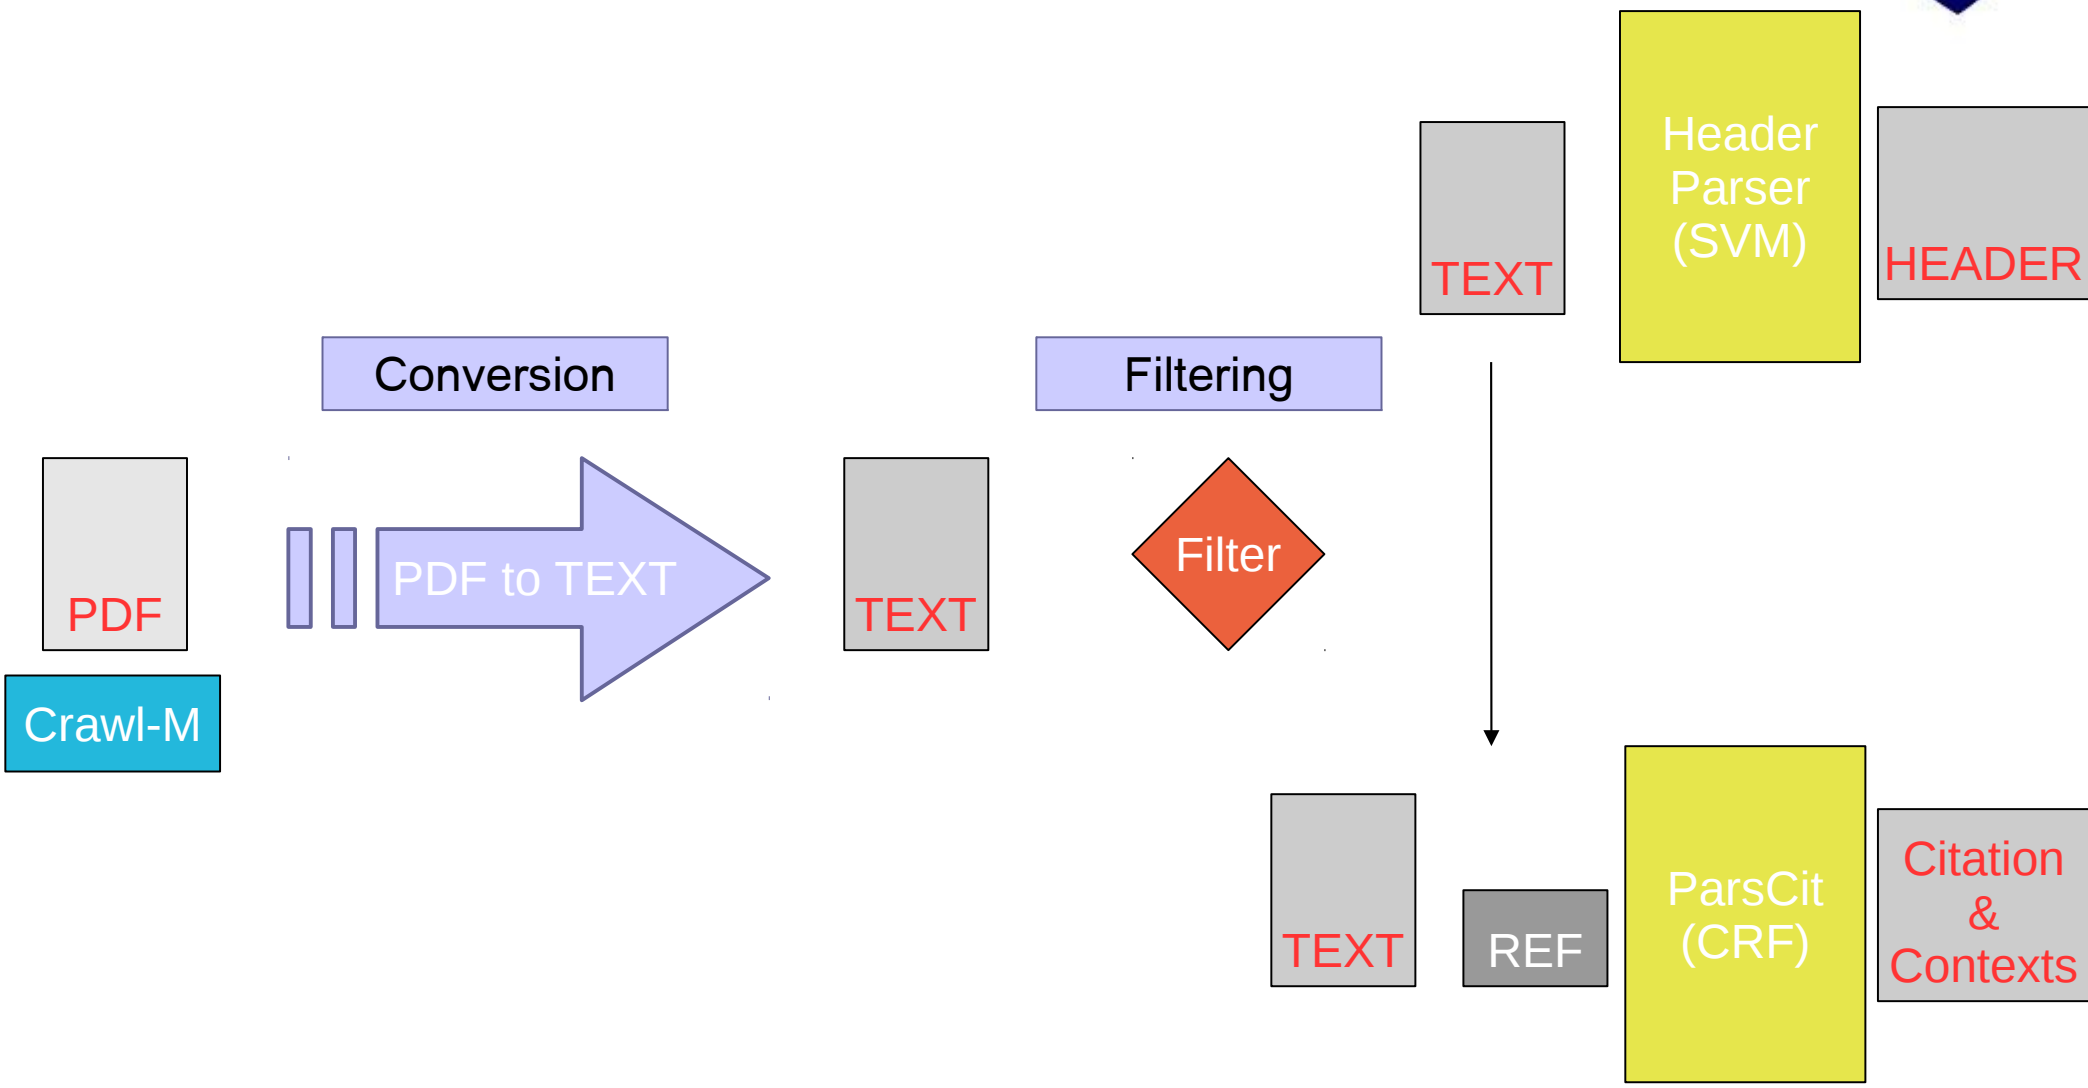 Header
Parser
(SVM)
TEXT
HEADER
Conversion
Filtering
PDF
PDF to TEXT
TEXT
Filter
Crawl-M
TEXT
REF
ParsCit
(CRF)
Citation
&
Contexts